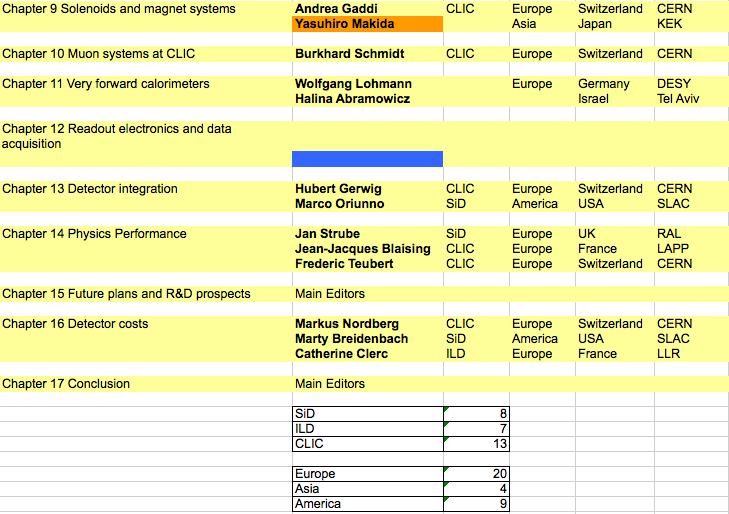 Chapter 9 Solenoids and magnet systems Andrea Gaddi CLIC Europe Switzerland CERN
Yasuhiro Makida Asia Japan KEK
Chapter 10 Muon systems at CLIC Burkhard Schmidt CLIC Europe Switzerland CERN
Chapter 11 Very forward calorimeters Wolfgang Lohmann Europe Germany DESY
Halina Abramowicz Israel Tel Aviv
Chapter 12 Readout electronics and data
acquisition
Chapter 13 Detector integration Hubert Gerwig CLIC Europe Switzerland CERN
Marco Oriunno SiD America USA SLAC
Chapter 14 Physics Performance Jan Strube SiD Europe UK RAL
Jean-Jacques Blaising CLIC Europe France LAPP
Frederic Teubert CLIC Europe Switzerland CERN
Chapter 15 Future plans and R&D prospects Main Editors
Chapter 16 Detector costs Markus Nordberg CLIC Europe Switzerland CERN
Marty Breidenbach SiD America USA SLAC
Catherine Clerc ILD Europe France LLR
Chapter 17 Conclusion Main Editors
SiD 8
ILD 7
CLIC 13
Europe 20
Asia 4
America 9